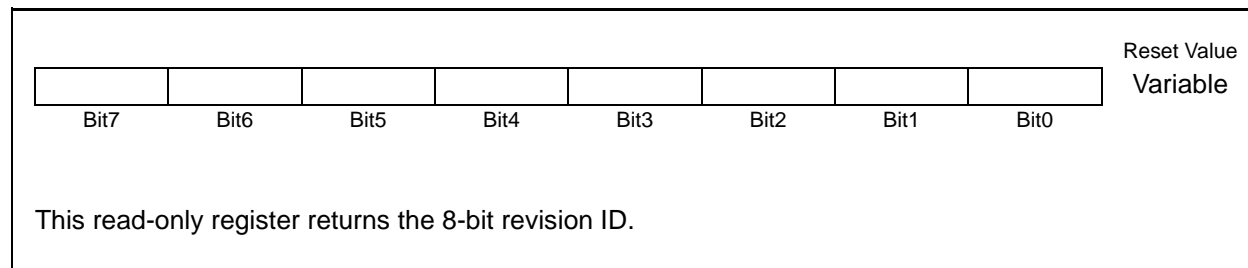 Reset Value
Variable
Bit7 Bit6 Bit5 Bit4 Bit3 Bit2 Bit1 Bit0
This read-only register returns the 8-bit revision ID.